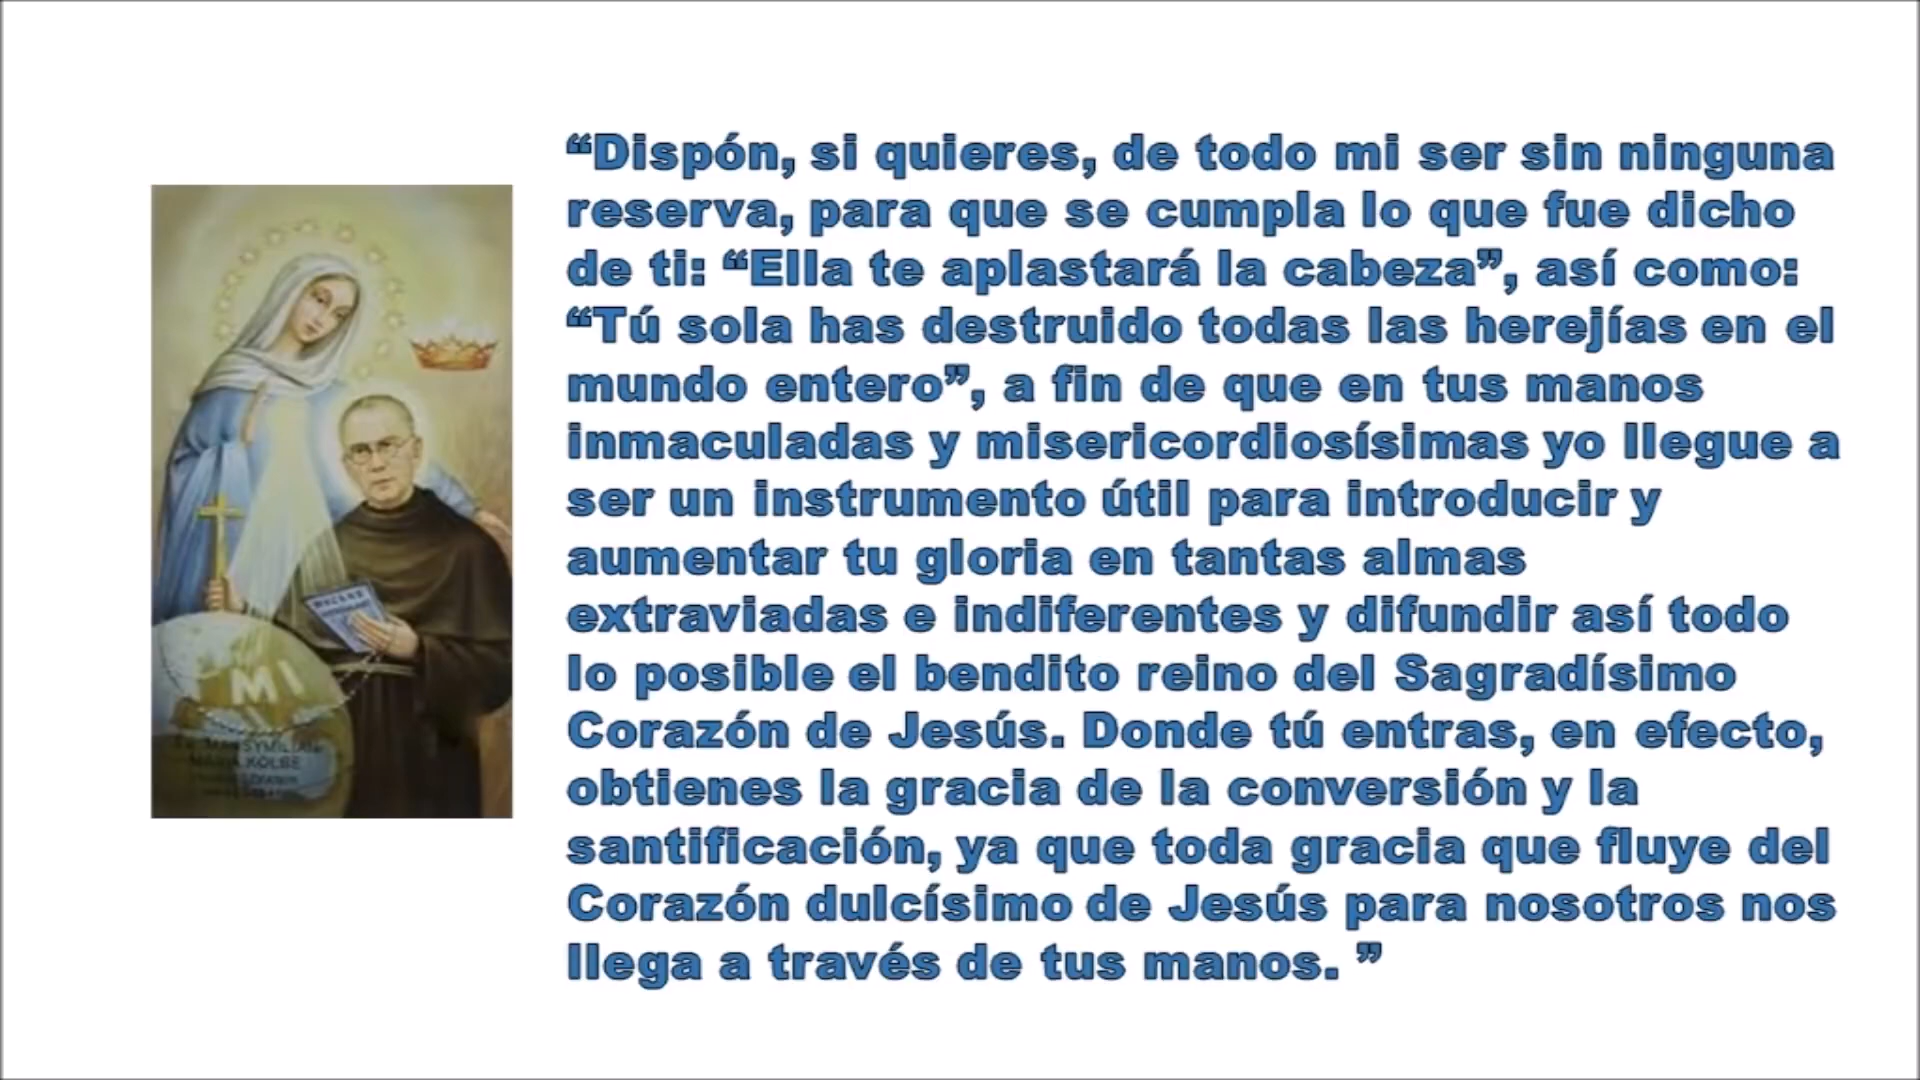 “Dispón, si quieres, de todo mi ser sin ninguna
reserva, para que se cumpla lo que fue dicho
de ti: “Ella te aplastará la cabeza”, así como:
“Tú sola has destruido todas las herejías en el
mundo entero”, a fin de que en tus manos
inmaculadas y misericordiosísimas yo llegue a
ser un instrumento útil para introducir y
aumentar tu gloria en tantas almas
extraviadas e indiferentes y difundir así todo
lo posible el bendito reino del Sagradísimo
Corazón de Jesús. Donde tú entras, en efecto,
obtienes la gracia de la conversión y la
santificación, ya que toda gracia que fluye del
Corazón dulcísimo de Jesús para nosotros nos
llega a través de tus manos. ”
MI
MAKSYMILIAN
MARIA KOLBE